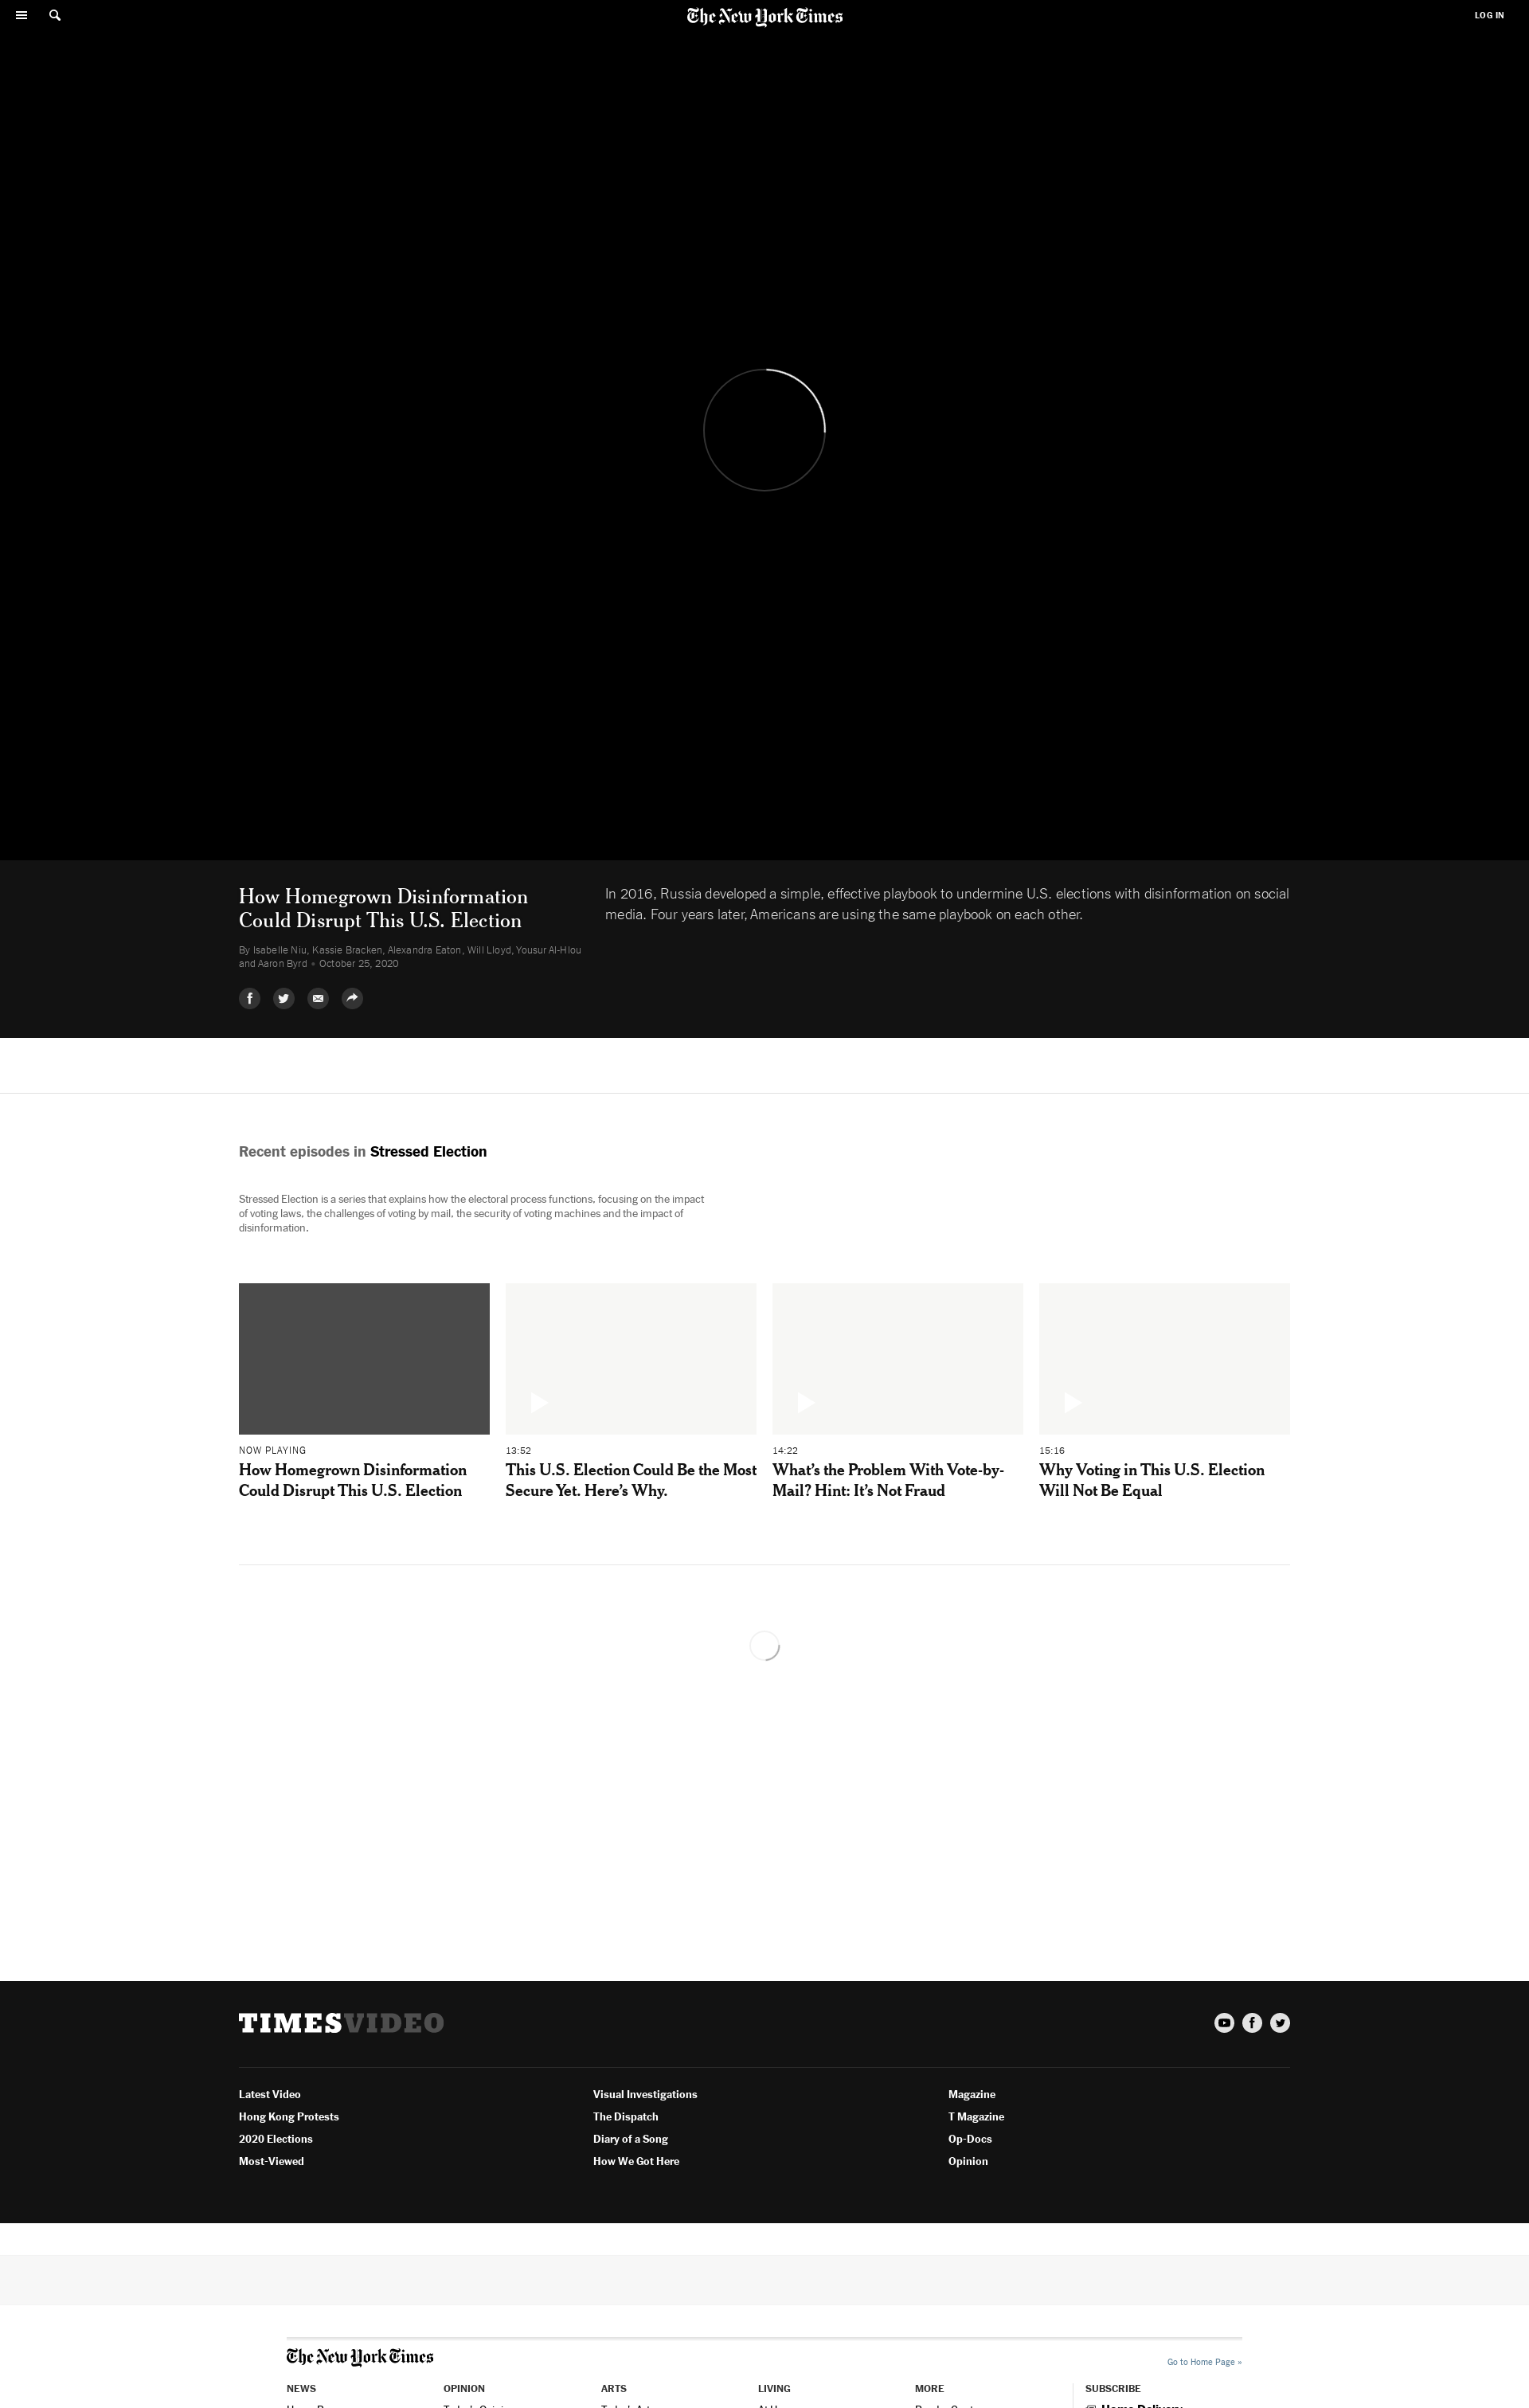 The New York Times
LOG IN
How Homegrown Disinformation
Could Disrupt This U.S. Election
By Isabelle Niu, Kassie Bracken, Alexandra Eaton, Will Lloyd, Yousur Al-Hlou
and Aaron Byrd • October 25, 2020
In 2016, Russia developed a simple, effective playbook to undermine U.S. elections with disinformation on social
media. Four years later, Americans are using the same playbook on each other.
Recent episodes in Stressed Election
Stressed Election is a series that explains how the electoral process functions, focusing on the impact
of voting laws, the challenges of voting by mail, the security of voting machines and the impact of
disinformation.
NOW PLAYING
How Homegrown Disinformation
Could Disrupt This U.S. Election
13:52
This U.S. Election Could Be the Most
Secure Yet. Here’s Why.
14:22
What’s the Problem With Vote-by-
Mail? Hint: It’s Not Fraud
15:16
Why Voting in This U.S. Election
Will Not Be Equal
TIMESVIDEO
Latest Video
Hong Kong Protests
2020 Elections
Most-Viewed
Visual Investigations
The Dispatch
Diary of a Song
How We Got Here
Magazine
T Magazine
Op-Docs
Opinion
The New York Times
Go to Home Page »
NEWS
OPINION
ARTS
LIVING
MORE
SUBSCRIBE